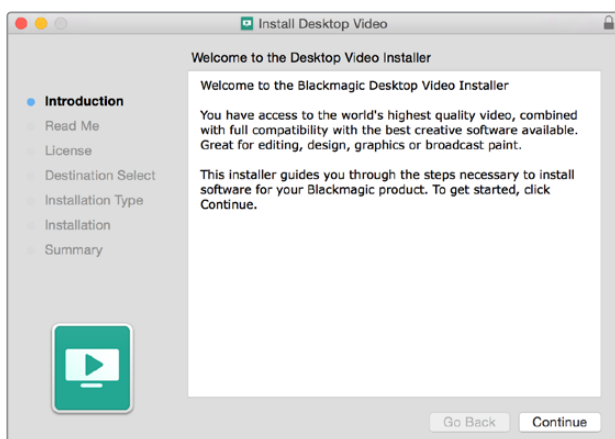 Install Desktop Video
Welcome to the Desktop Video Installer
Introduction
Read Me
License
Destination Select
Installation Type
Installation
Summary
Welcome to the Blackmagic Desktop Video Installer
You have access to the world's highest quality video, combined
with full compatibility with the best creative software available.
Great for editing, design, graphics or broadcast paint.
This installer guides you through the steps necessary to install
software for your Blackmagic product. To get started, click
Continue.
Go Back
Continue